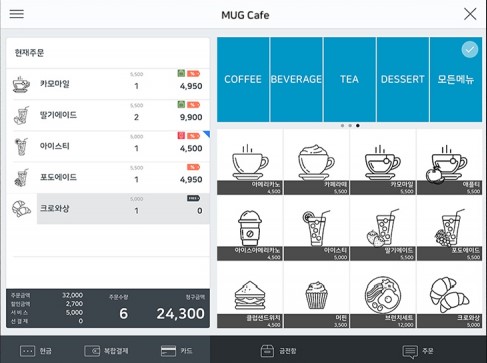 MUG Cafe
현재주문
카모마일
5,500
1
4,950
딸기에이드
5,500
2
9,900
아이스티
5,000
1
4,500
포도에이드
5,500
1
4,950
크로와상
5,000
1
0
주문금액 32,000
할인금액 2,700
서비스 5,000
선결제 0
주문수량
6
청구금액
24,300
COFFEE
BEVERAGE
TEA
DESSERT
모든메뉴
아메리카노
4,500
카페라떼
5,000
카모마일
5,500
애플티
5,500
아이스아메리카노
4,500
아이스티
5,000
딸기에이드
5,500
포도에이드
5,500
클럽샌드위치
4,500
머핀
3,500
브런치세트
12,000
크로와상
5,000
현금
복합결제
카드
금전함
주문